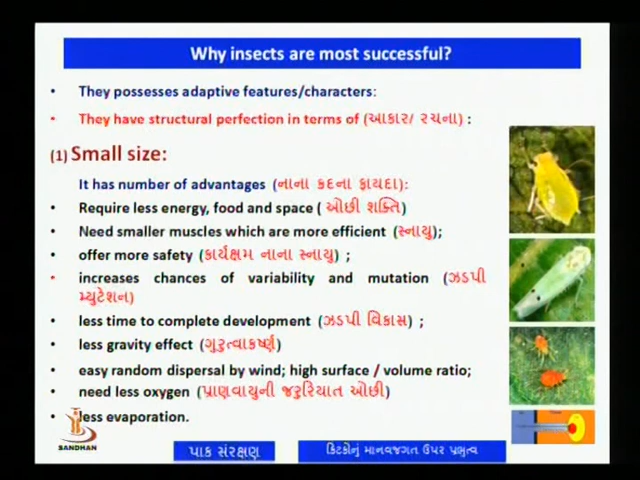 Why insects are most successful?
They possesses adaptive features/characters:
They have structural perfection in terms of (આકાર/ રચના) :
(1) Small size:
It has number of advantages (નાના કદના ફાયદા):
Require less energy, food and space ( ઓછી શક્તિ)
Need smaller muscles which are more efficient (સ્નાયુ);
offer more safety (કાર્યક્ષમ નાના સ્નાયુ) ;
increases chances of variability and mutation (ઝડપી
મ્યુટેશન)
less time to complete development (ઝડપી વિકાસ) ;
less gravity effect (ગુરુત્વાકર્ષ્ણ)
easy random dispersal by wind; high surface / volume ratio;
need less oxygen (પ્રાણવાયુની જરુરિયાત ઓછી)
less evaporation.
SANDHAN
પાક સંરક્ષણ
કિટકોનું માનવજગત ઉપર પ્રભુત્વ